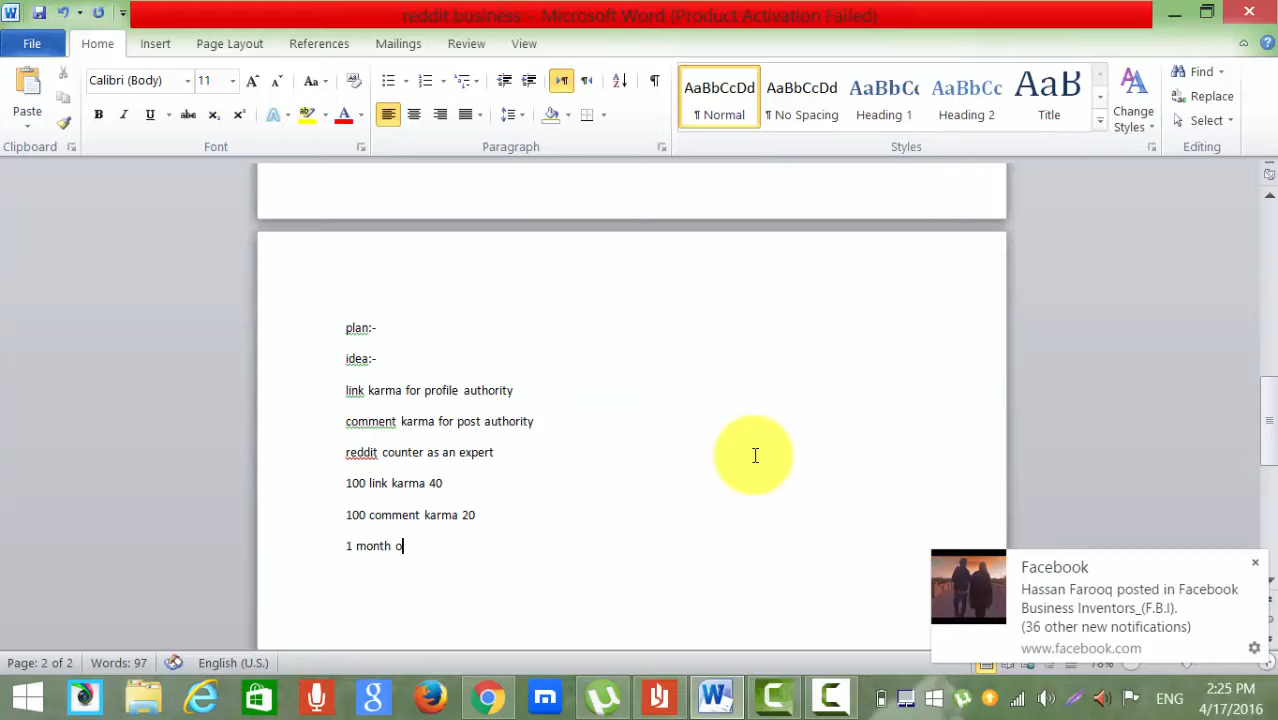 reddit business - Microsoft Word (Product Activation Failed)
File Home Insert Page Layout References Mailings Review View
Paste
Clipboard
Calibri (Body) 11
Font
Paragraph
AaBbCcDd ¶ Normal
AaBbCcDd ¶ No Spacing
AaBbCc Heading 1
AaBbCc Heading 2
AaB Title
Change Styles
Styles
Find
Replace
Select
Editing
plan:-
idea:-
link karma for profile authority
comment karma for post authority
reddit counter as an expert
100 link karma 40
100 comment karma 20
1 month o
Facebook
Hassan Farooq posted in Facebook
Business Inventors_(F.B.I).
(36 other new notifications)
www.facebook.com
Page: 2 of 2 Words: 97 English (U.S.) 78%
ENG
2:25 PM
4/17/2016